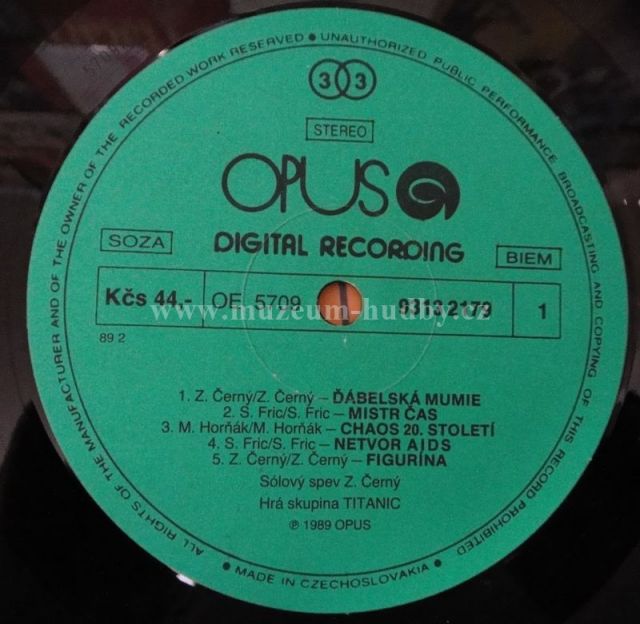 ALL RIGHTS OF THE MANUFACTURER AND OF THE OWNER OF THE RECORDED WORK RESERVED • UNAUTHORIZED PUBLIC PERFORMANCE BROADCASTING AND COPYING OF THIS RECORD PROHIBITED
33
STEREO
OPUS
SOZA
DIGITAL RECORDING
BIEM
Kčs 44,- OE 5709 9313 2179 1
www.muzeum-hudby.cz
89 2
1. Z. Černý/Z. Černý – ĎÁBELSKÁ MUMIE
2. S. Fric/S. Fric – MISTR ČAS
3. M. Horňák/M. Horňák – CHAOS 20. STOLETÍ
4. S. Fric/S. Fric – NETVOR AIDS
5. Z. Černý/Z. Černý – FIGURÍNA
Sólový spev Z. Černý
Hrá skupina TITANIC
℗ 1989 OPUS
• MADE IN CZECHOSLOVAKIA •